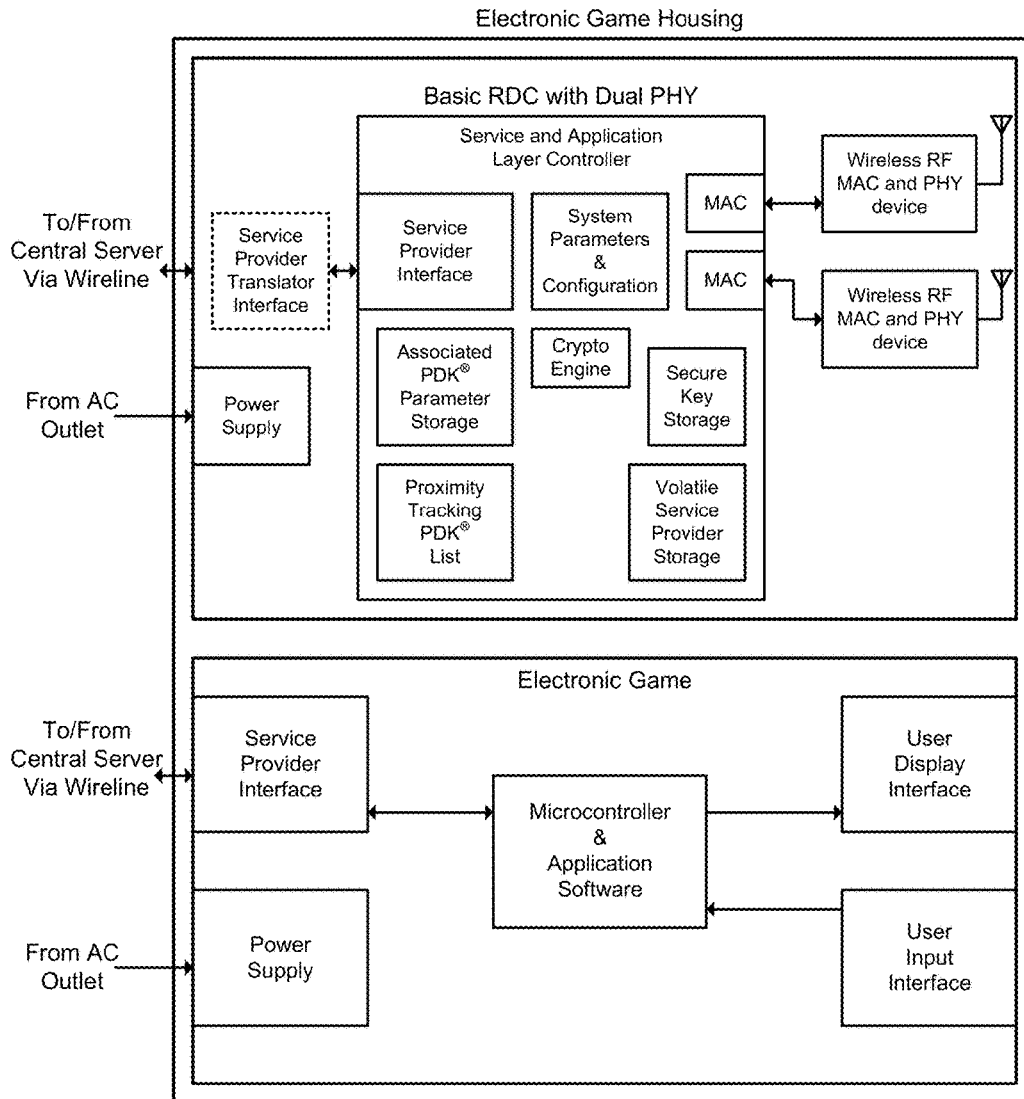 Electronic Game Housing
Basic RDC with Dual PHY
Service and Application
Layer Controller
To/From
Central Server
Via Wireline
Service
Provider
Translator
Interface
Service
Provider
Interface
System
Parameters
&
Configuration
MAC
MAC
Wireless RF
MAC and PHY
device
Wireless RF
MAC and PHY
device
Associated
PDK®
Parameter
Storage
Crypto
Engine
Secure
Key
Storage
From AC
Outlet
Power
Supply
Proximity
Tracking
PDK®
List
Volatile
Service
Provider
Storage
Electronic Game
To/From
Central Server
Via Wireline
Service
Provider
Interface
Microcontroller
&
Application
Software
User
Display
Interface
From AC
Outlet
Power
Supply
User
Input
Interface